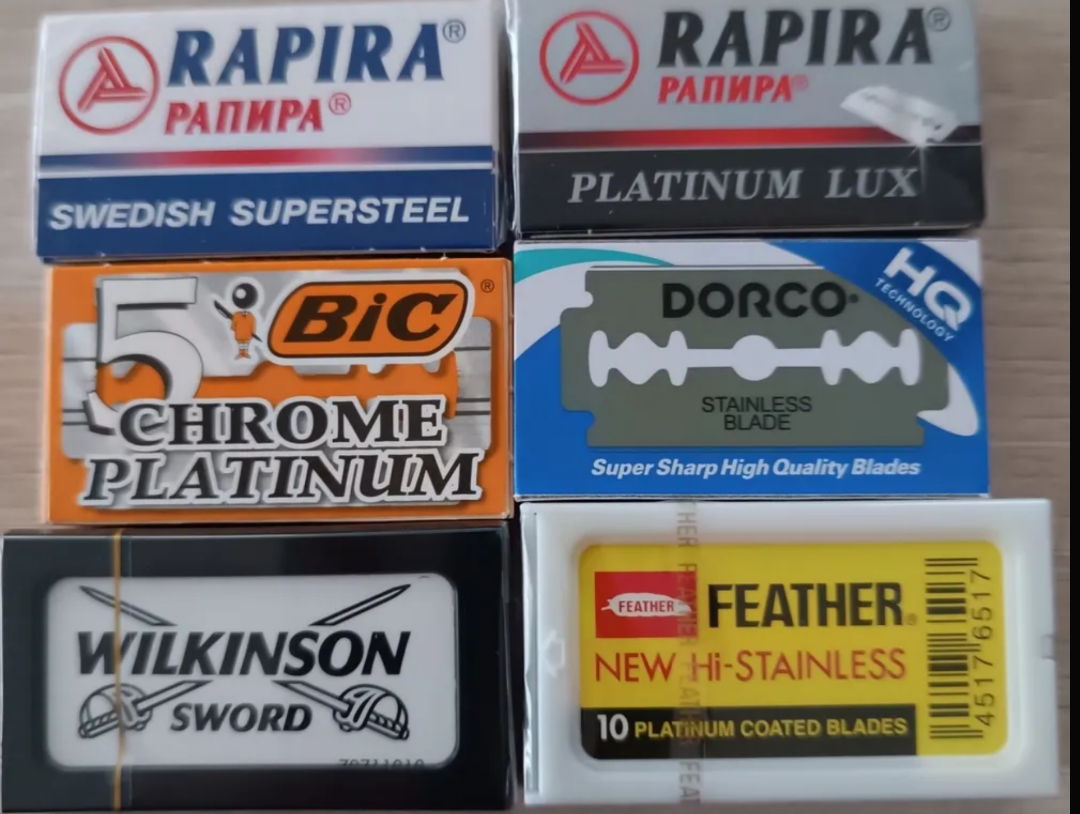 RAPIRA®
РАПИРА®
SWEDISH SUPERSTEEL
RAPIRA®
РАПИРА®
PLATINUM LUX
5 BiC®
CHROME
PLATINUM
DORCO
HQ
TECHNOLOGY
STAINLESS
BLADE
Super Sharp High Quality Blades
WILKINSON
SWORD
FEATHER
FEATHER®
NEW Hi-STAINLESS
10 PLATINUM COATED BLADES
4517 6517